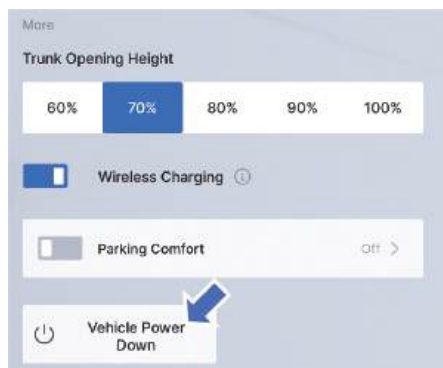 More
Trunk Opening Height
60% 70% 80% 90% 100%
Wireless Charging
Parking Comfort Off
Vehicle Power
Down